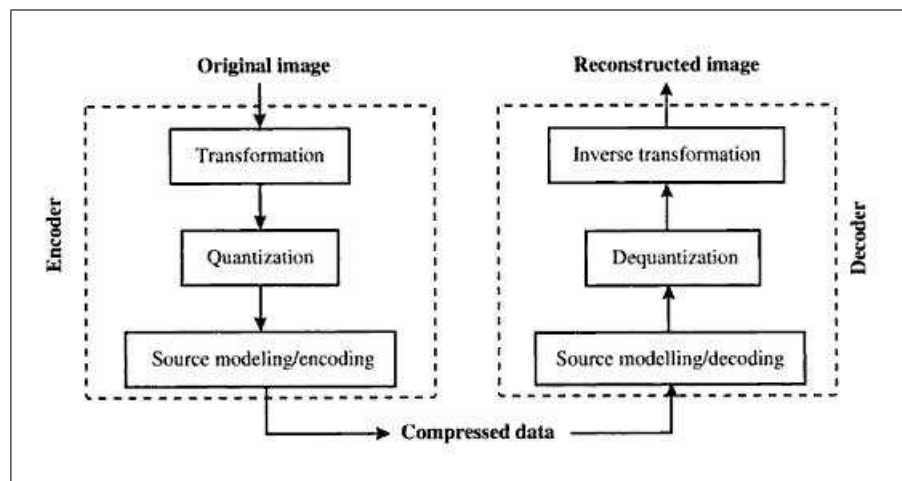 Original image
Transformation
Quantization
Source modeling/encoding
Encoder
Compressed data
Reconstructed image
Inverse transformation
Dequantization
Source modelling/decoding
Decoder